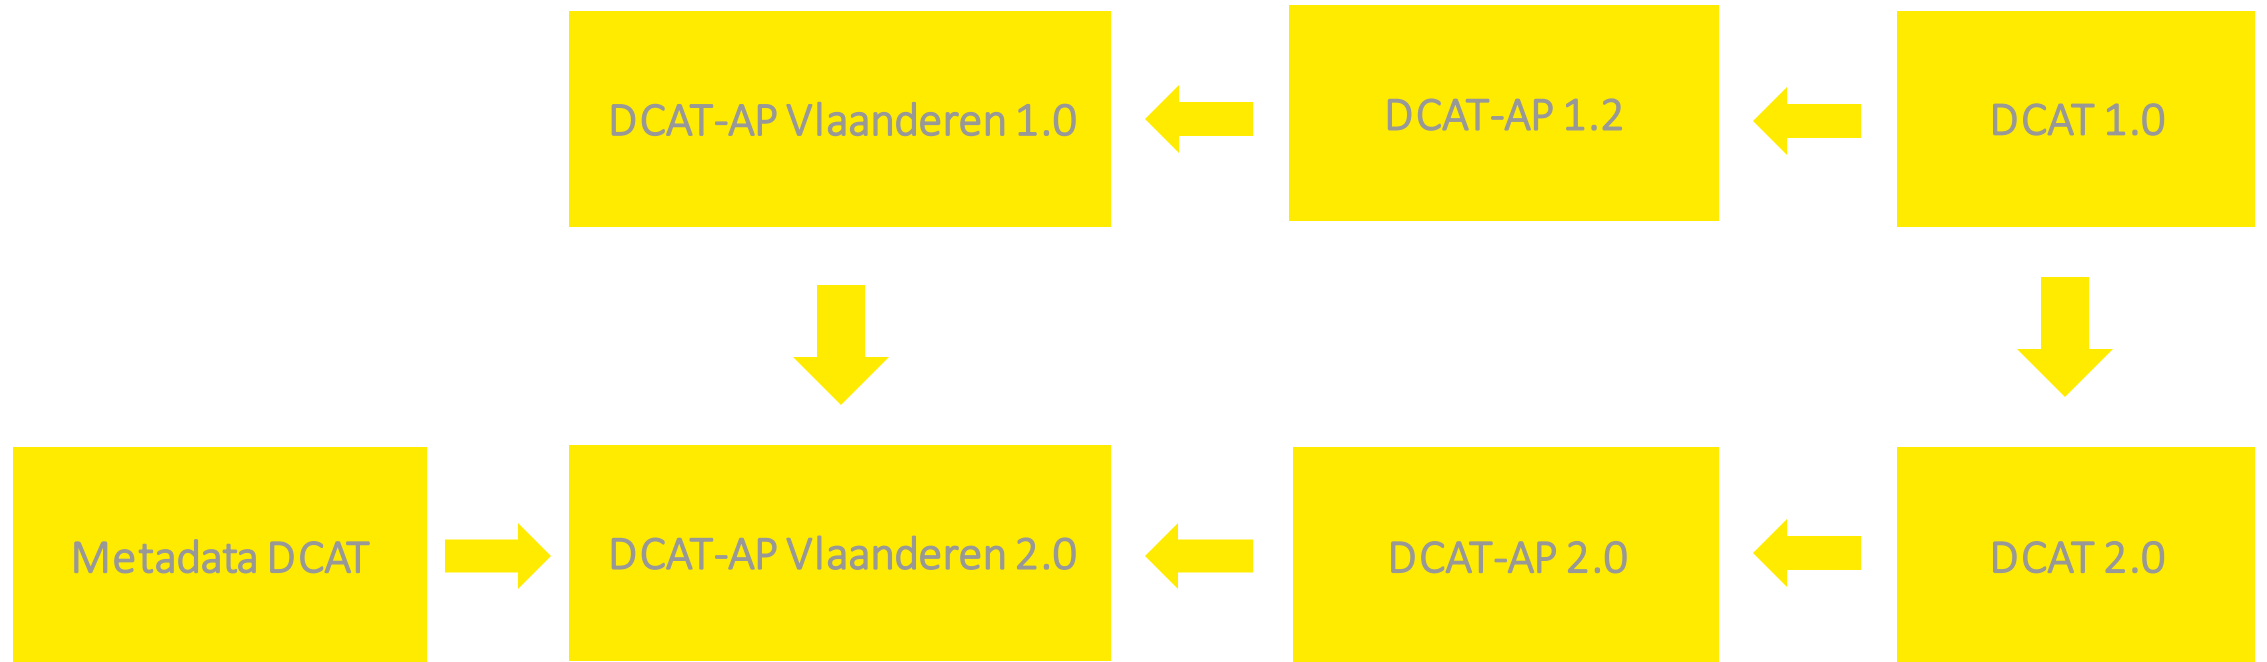 DCAT-AP Vlaanderen 1.0
DCAT-AP 1.2
DCAT 1.0
Metadata DCAT
DCAT-AP Vlaanderen 2.0
DCAT-AP 2.0
DCAT 2.0